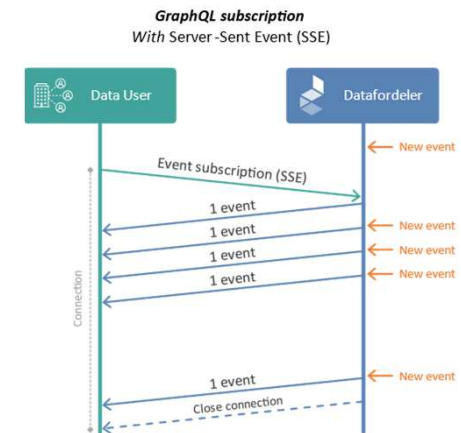 GraphQL subscription
With Server-Sent Event (SSE)
Data User
Datafordeler
New event
Event subscription (SSE)
1 event
New event
1 event
New event
1 event
New event
1 event
Connection
New event
1 event
Close connection